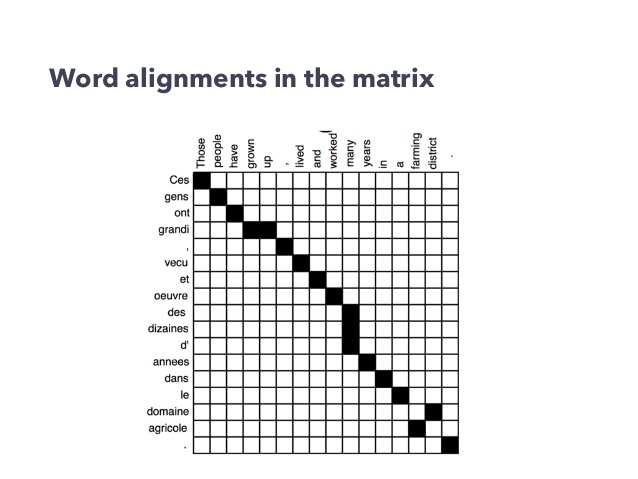 Word alignments in the matrix
Those people have grown up , lived and worked many years in a farming district .
Ces
gens
ont
grandi
,
vecu
et
oeuvre
des
dizaines
d'
annees
dans
le
domaine
agricole
.